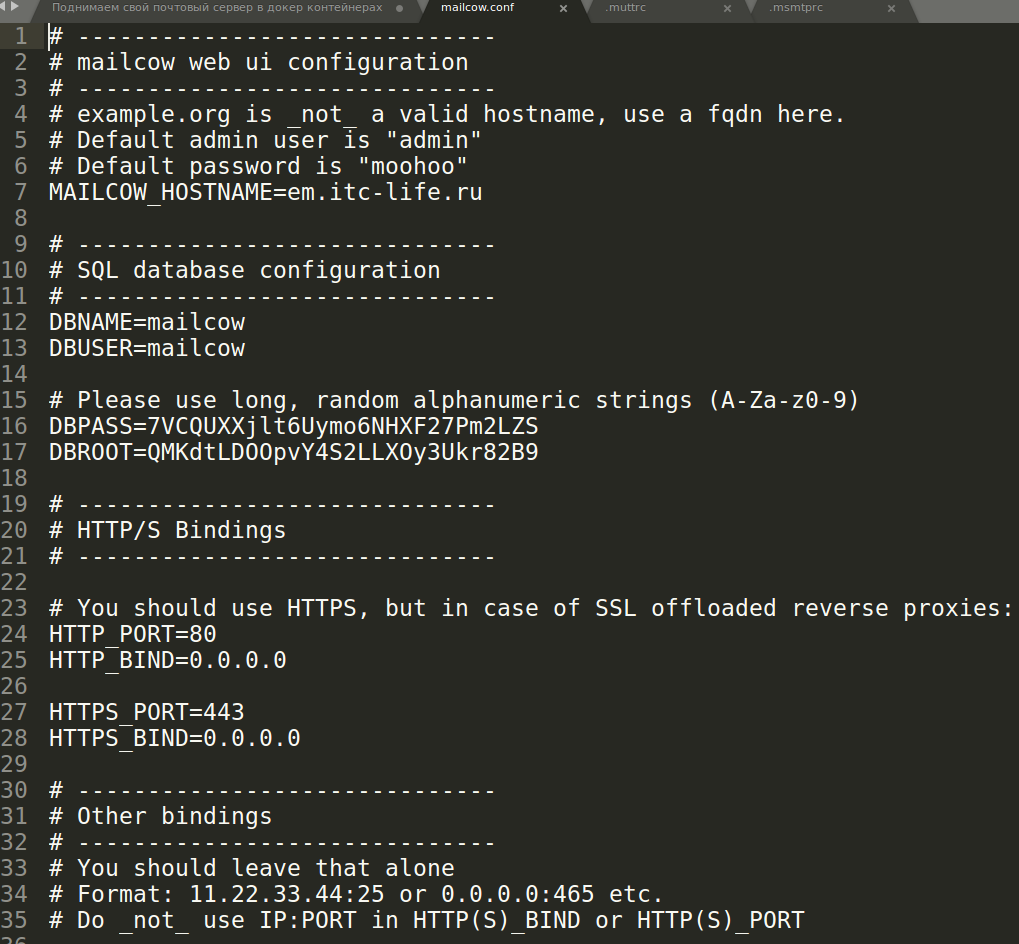 Поднимаем свой почтовый сервер в докер контейнерах
mailcow.conf
.muttrc
.msmtprc
1 # ------------------------------
2 # mailcow web ui configuration
3 # ------------------------------
4 # example.org is _not_ a valid hostname, use a fqdn here.
5 # Default admin user is "admin"
6 # Default password is "moohoo"
7 MAILCOW_HOSTNAME=em.itc-life.ru
8
9 # ------------------------------
10 # SQL database configuration
11 # ------------------------------
12 DBNAME=mailcow
13 DBUSER=mailcow
14
15 # Please use long, random alphanumeric strings (A-Za-z0-9)
16 DBPASS=7VCQUXXjlt6Uymo6NHXF27Pm2LZS
17 DBROOT=QMKdtLDOOpvY4S2LLXOy3Ukr82B9
18
19 # ------------------------------
20 # HTTP/S Bindings
21 # ------------------------------
22
23 # You should use HTTPS, but in case of SSL offloaded reverse proxies:
24 HTTP_PORT=80
25 HTTP_BIND=0.0.0.0
26
27 HTTPS_PORT=443
28 HTTPS_BIND=0.0.0.0
29
30 # ------------------------------
31 # Other bindings
32 # ------------------------------
33 # You should leave that alone
34 # Format: 11.22.33.44:25 or 0.0.0.0:465 etc.
35 # Do _not_ use IP:PORT in HTTP(S)_BIND or HTTP(S)_PORT